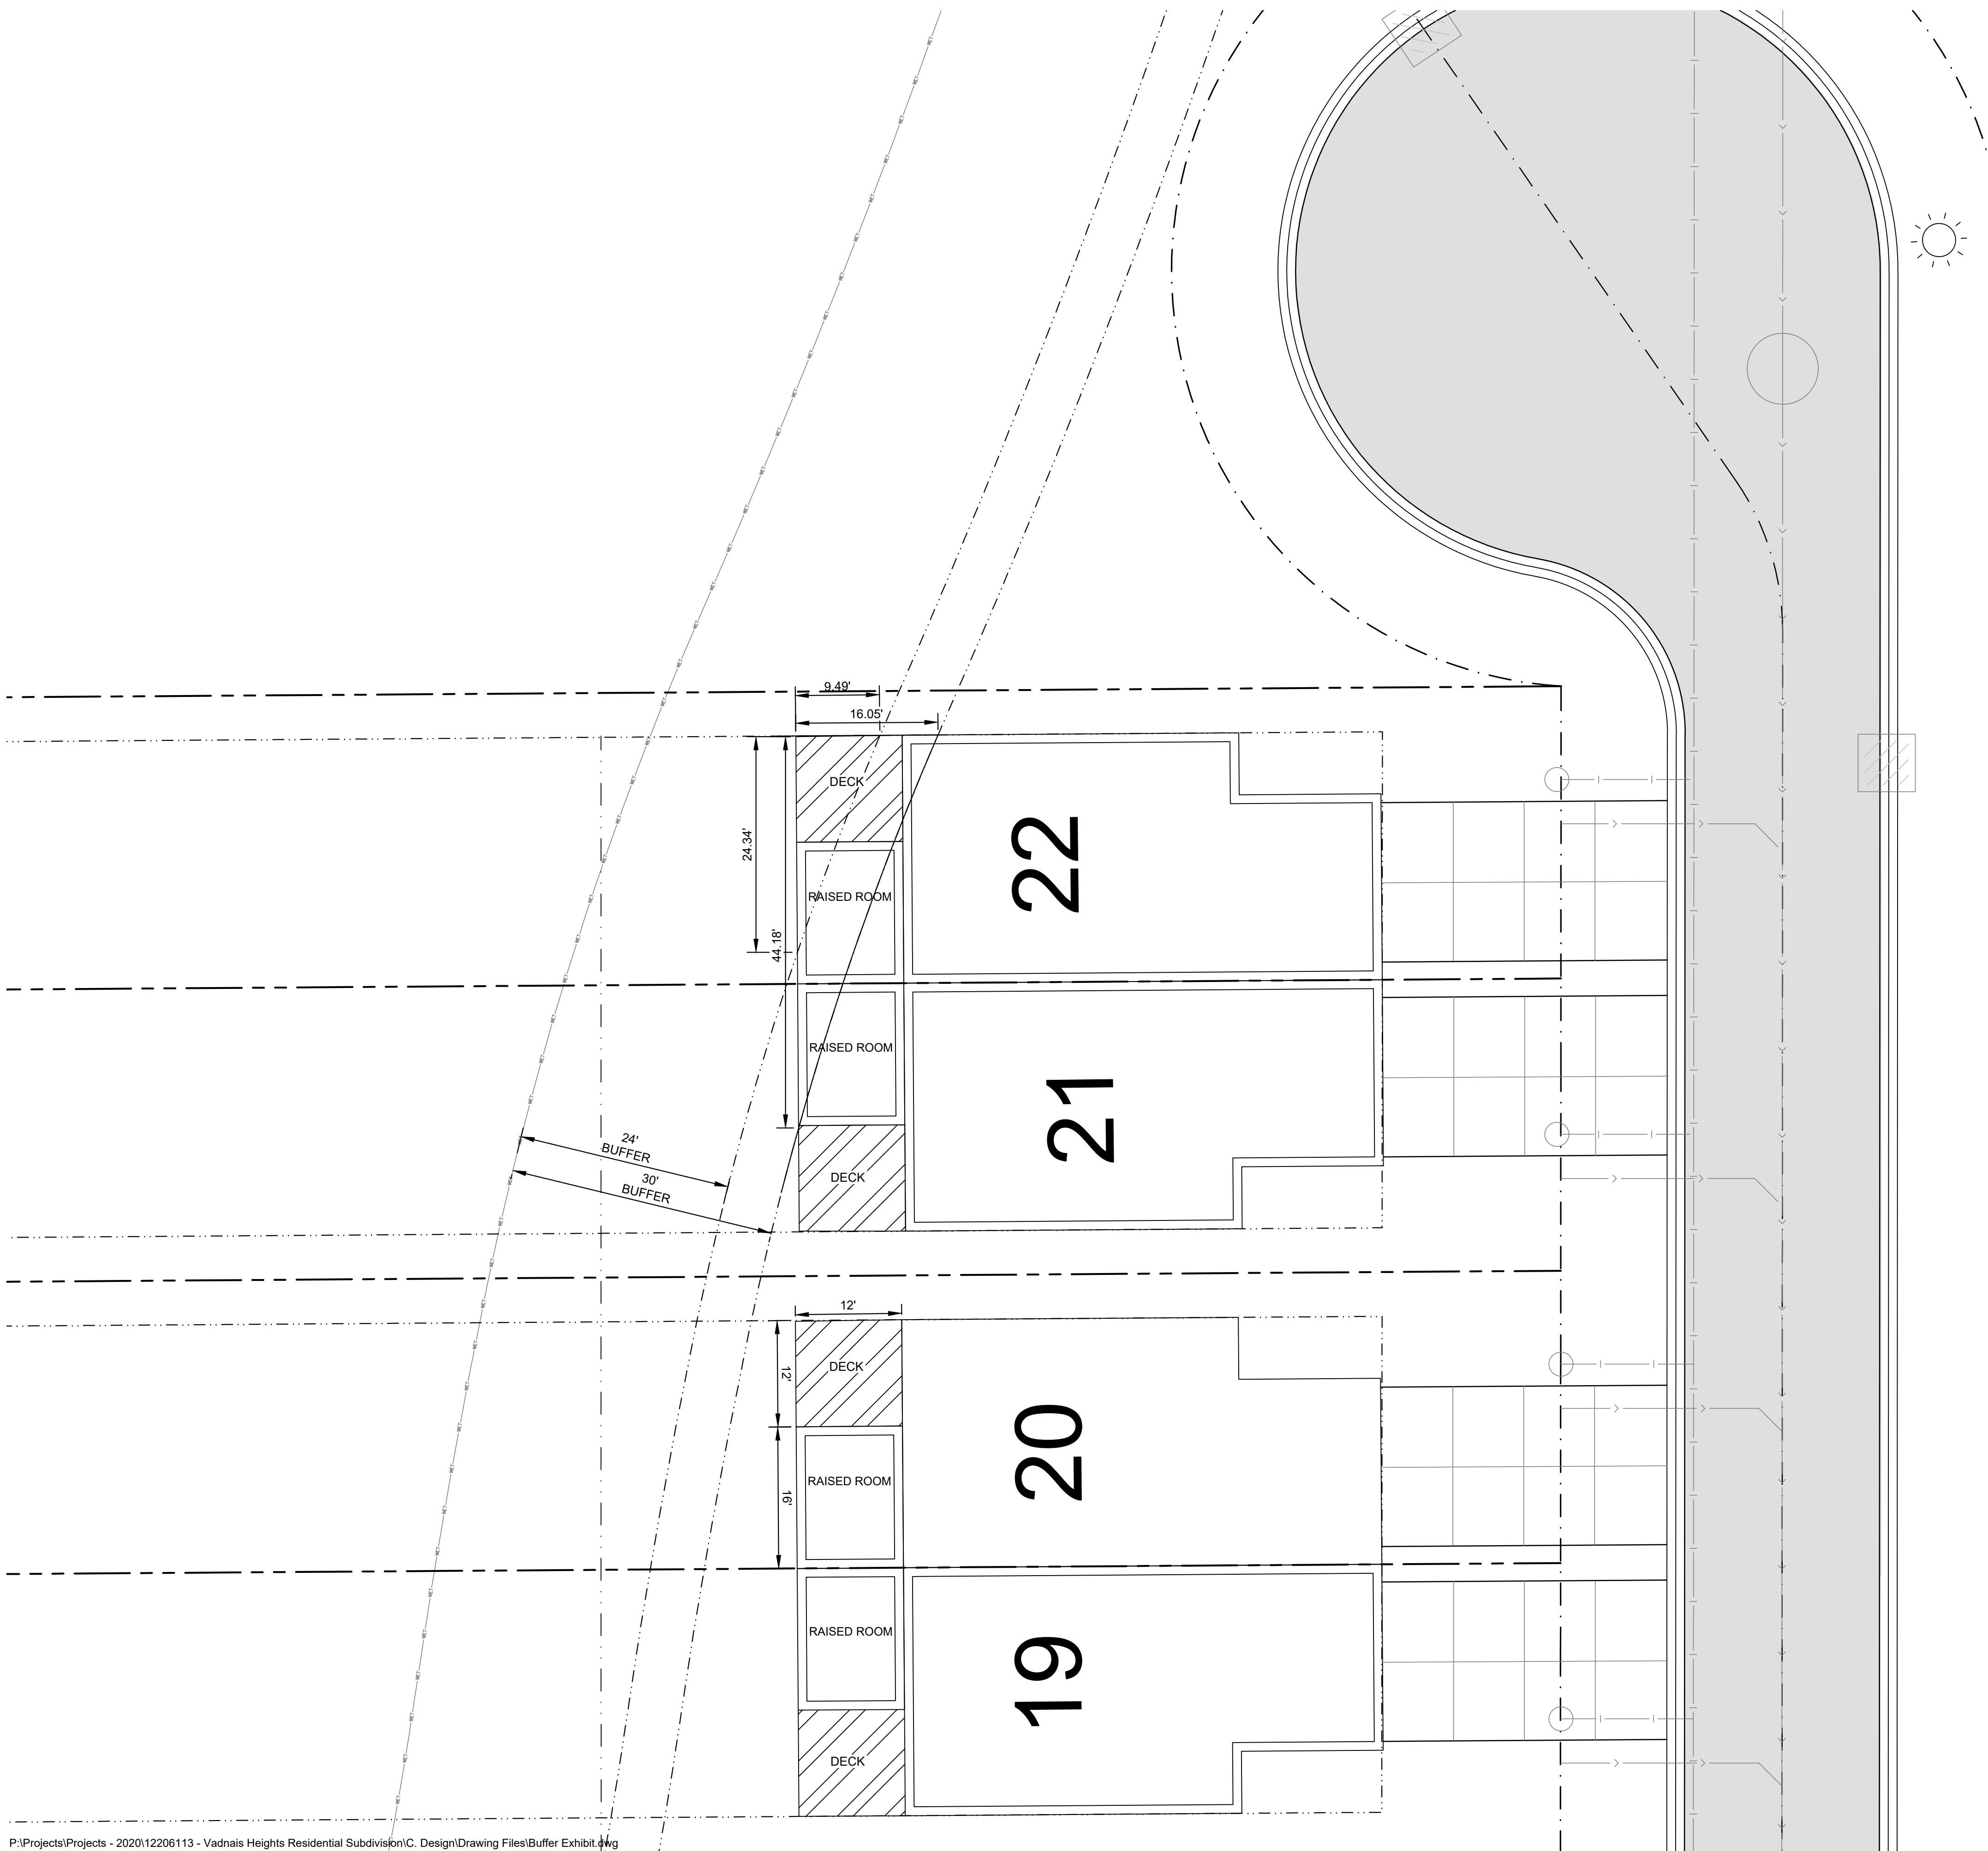 9.49'
16.05'
DECK
24.34'
22
RAISED ROOM
44.18'
RAISED ROOM
21
24'
BUFFER
30'
BUFFER
DECK
12'
DECK
12'
20
RAISED ROOM
16'
RAISED ROOM
19
DECK
P:\Projects\Projects - 2020\12206113 - Vadnais Heights Residential Subdivision\C. Design\Drawing Files\Buffer Exhibit.dwg